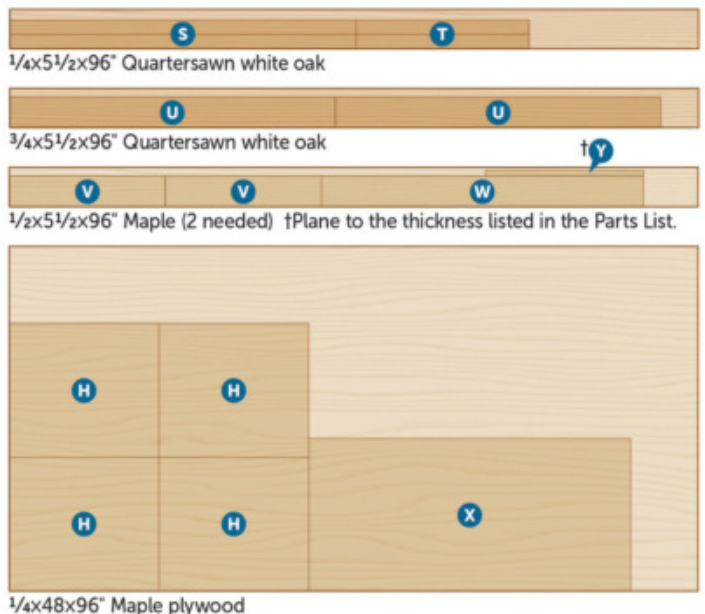 S T
¼x5½x96" Quartersawn white oak
U U
¾x5½x96" Quartersawn white oak
†Y
V V W
½x5½x96" Maple (2 needed) †Plane to the thickness listed in the Parts List.
H H
H H X
¼x48x96" Maple plywood